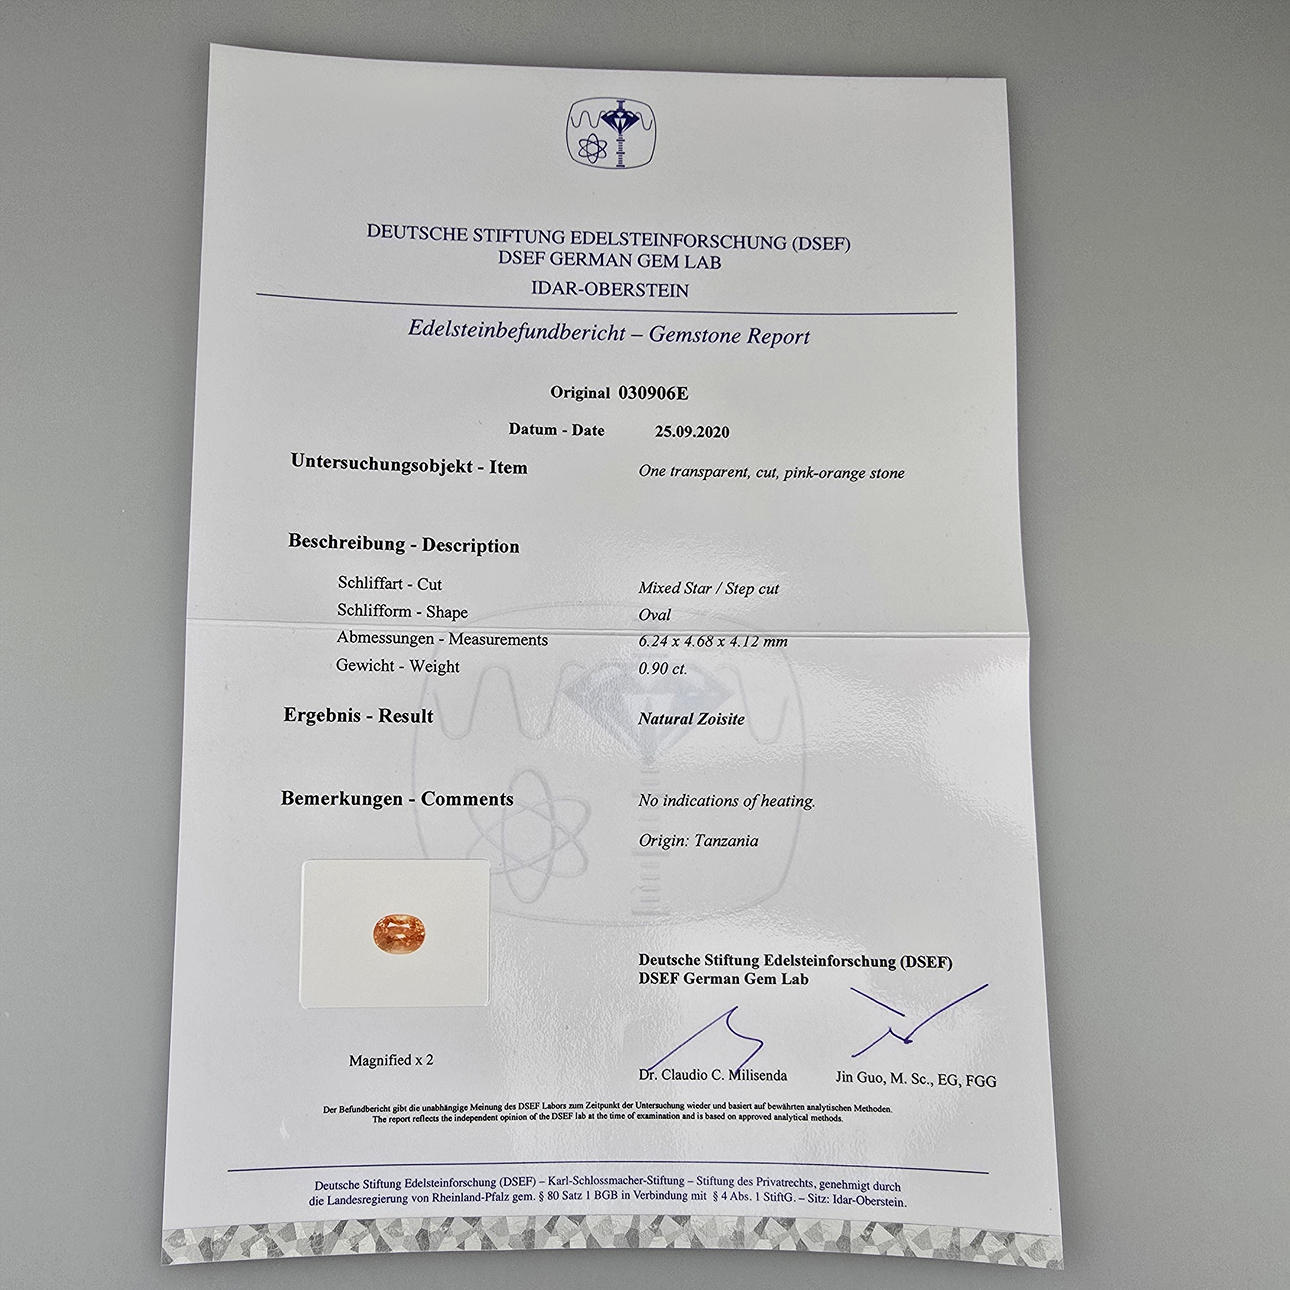 DEUTSCHE STIFTUNG EDELSTEINFORSCHUNG (DSEF)
DSEF GERMAN GEM LAB
IDAR-OBERSTEIN
Edelsteinbefundbericht – Gemstone Report
Original 030906E
Datum - Date 25.09.2020
Untersuchungsobjekt - Item One transparent, cut, pink-orange stone
Beschreibung - Description
Schliffart - Cut Mixed Star / Step cut
Schlifform - Shape Oval
Abmessungen - Measurements 6.24 x 4.68 x 4.12 mm
Gewicht - Weight 0.90 ct.
Ergebnis - Result Natural Zoisite
Bemerkungen - Comments No indications of heating.
Origin: Tanzania
Deutsche Stiftung Edelsteinforschung (DSEF)
DSEF German Gem Lab
Magnified x 2
Dr. Claudio C. Milisenda Jin Guo, M. Sc., EG, FGG
Der Befundbericht gibt die unabhängige Meinung des DSEF Labors zum Zeitpunkt der Untersuchung wieder und basiert auf bewährten analytischen Methoden.
The report reflects the independent opinion of the DSEF lab at the time of examination and is based on approved analytical methods.
Deutsche Stiftung Edelsteinforschung (DSEF) – Karl-Schlossmacher-Stiftung – Stiftung des Privatrechts, genehmigt durch
die Landesregierung von Rheinland-Pfalz gem. § 80 Satz 1 BGB in Verbindung mit § 4 Abs. 1 StiftG. – Sitz: Idar-Oberstein.